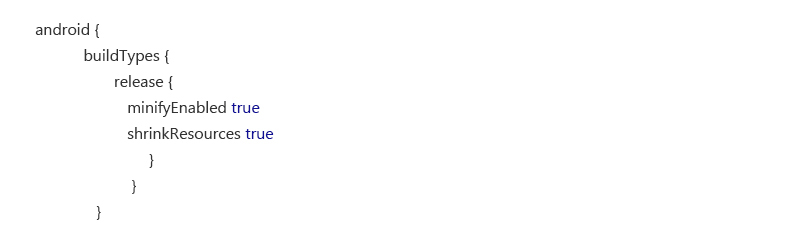 android {
buildTypes {
release {
minifyEnabled true
shrinkResources true
}
}
}